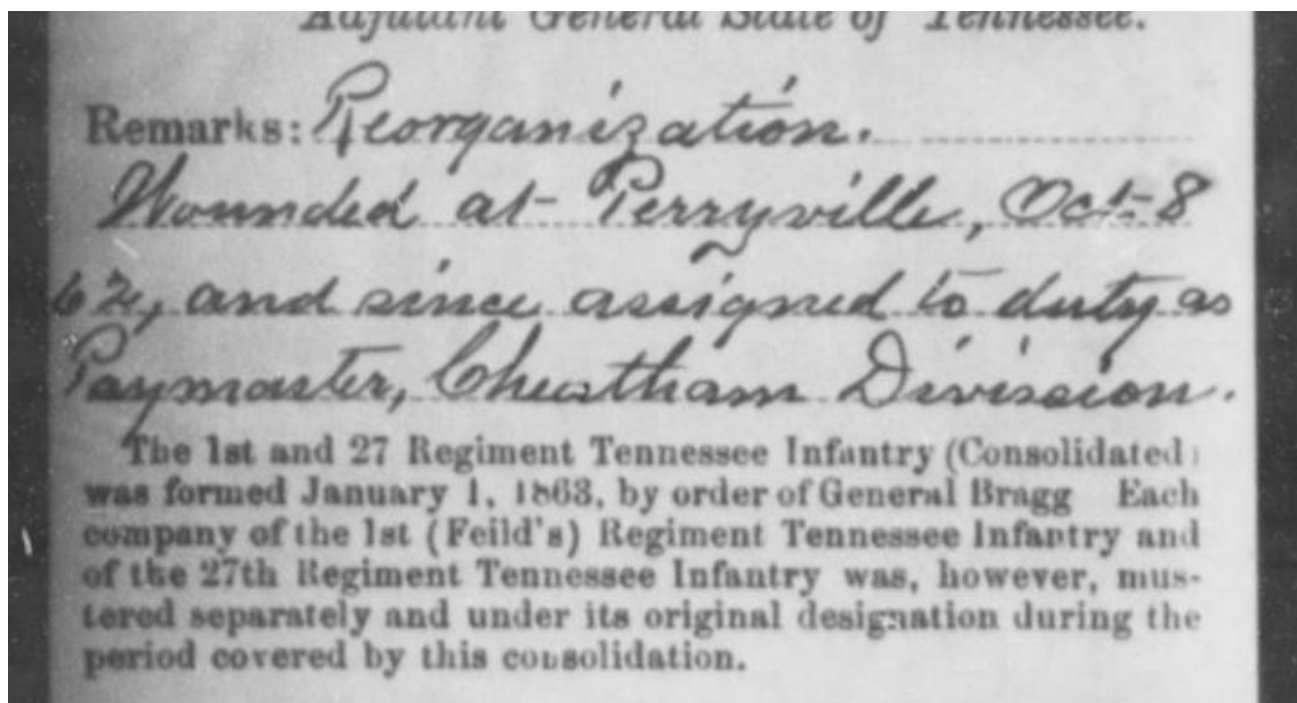 Adjutant General State of Tennessee.
Remarks: Reorganization.
Wounded at Perryville, Oct. 8
62, and since assigned to duty as
Paymaster, Cheatham Division.
The 1st and 27 Regiment Tennessee Infantry (Consolidated)
was formed January 1, 1863, by order of General Bragg Each
company of the 1st (Feild's) Regiment Tennessee Infantry and
of the 27th Regiment Tennessee Infantry was, however, mus-
tered separately and under its original designation during the
period covered by this consolidation.